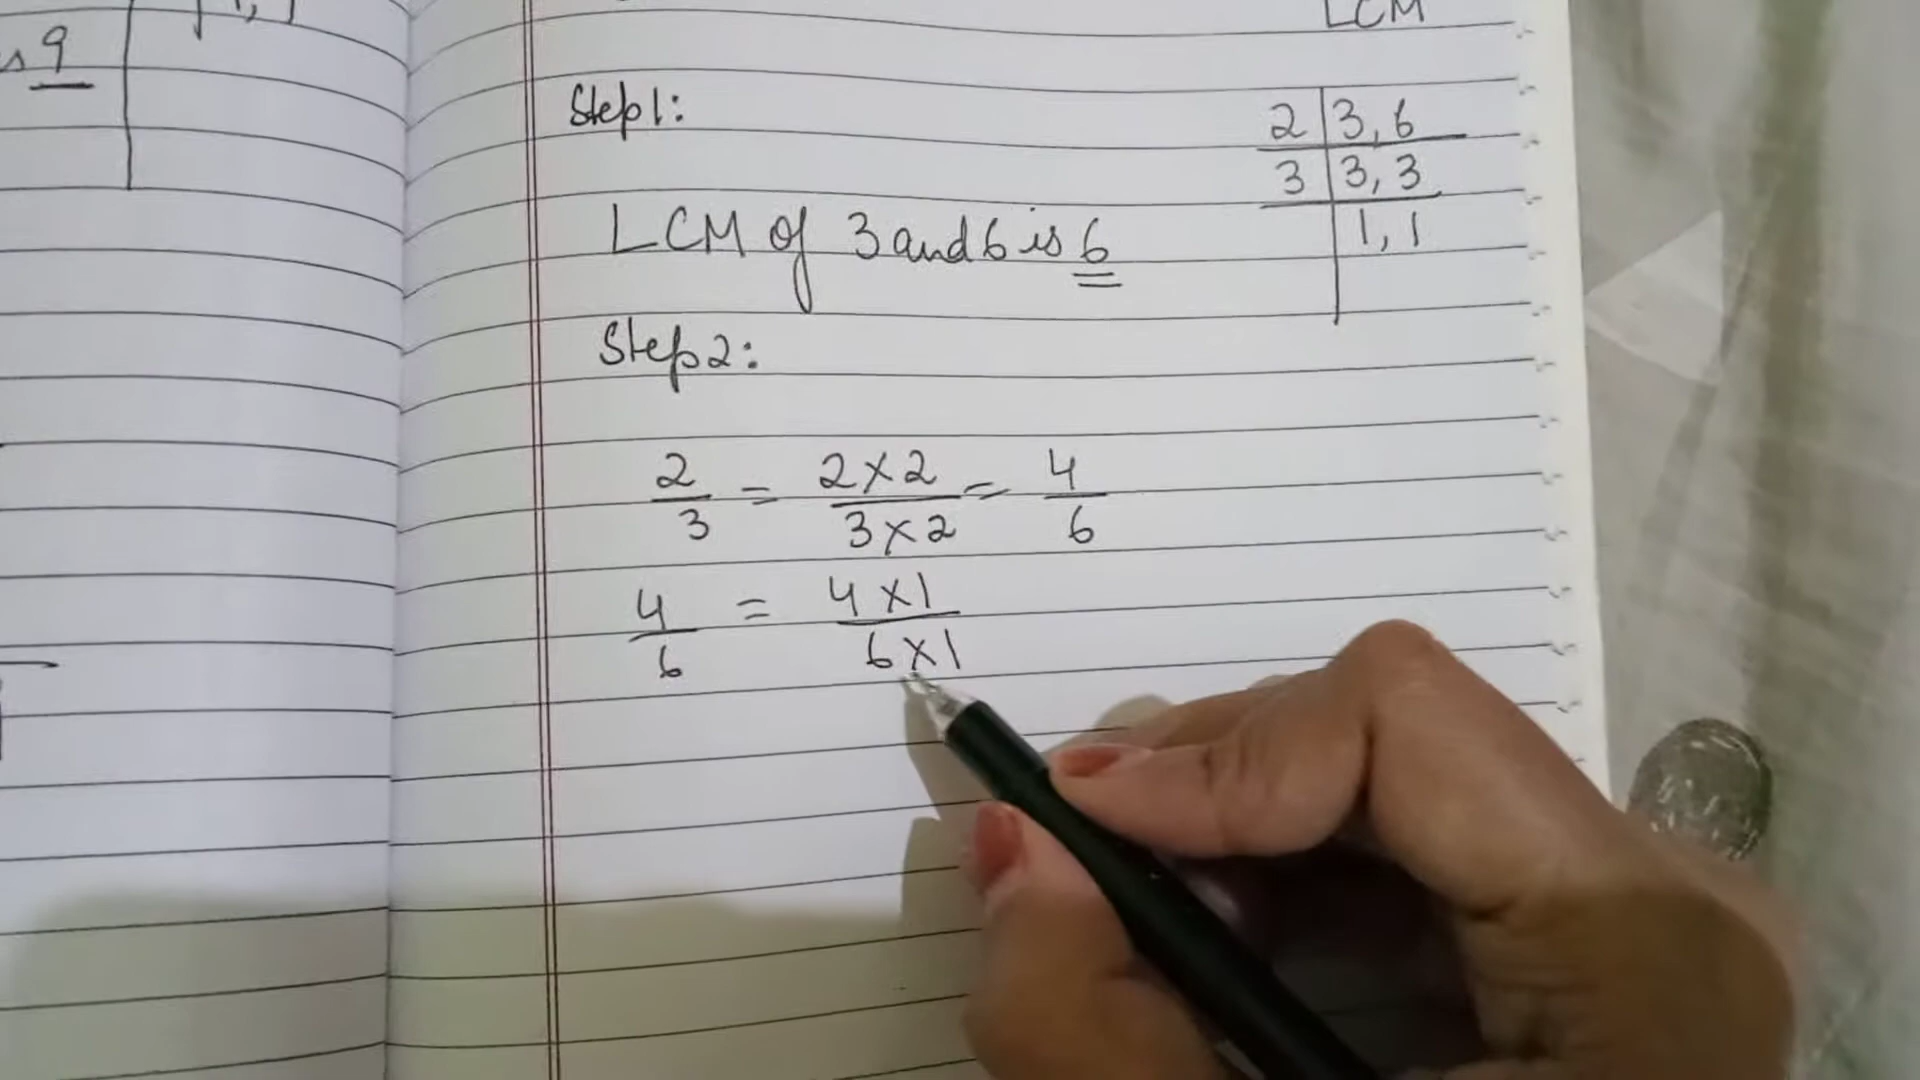 s 9
LCM
Step1:
2 | 3, 6
3 | 3, 3
1, 1
LCM of 3 and 6 is 6
Step2:
2/3 = 2×2/3×2 = 4/6
4/6 = 4×1/6×1